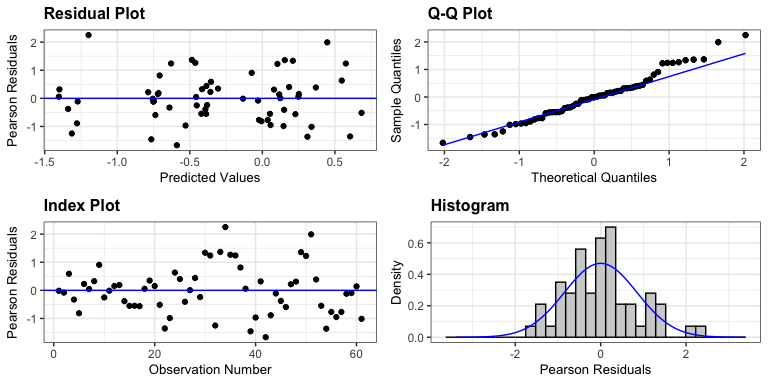 Residual Plot
Pearson Residuals
2
1
0
-1
-1.5
-1.0
-0.5
0.0
0.5
Predicted Values
Q-Q Plot
Sample Quantiles
2
1
0
-1
-2
-1
0
1
2
Theoretical Quantiles
Index Plot
Pearson Residuals
2
1
0
-1
0
20
40
60
Observation Number
Histogram
Density
0.6
0.4
0.2
0.0
-2
0
2
Pearson Residuals